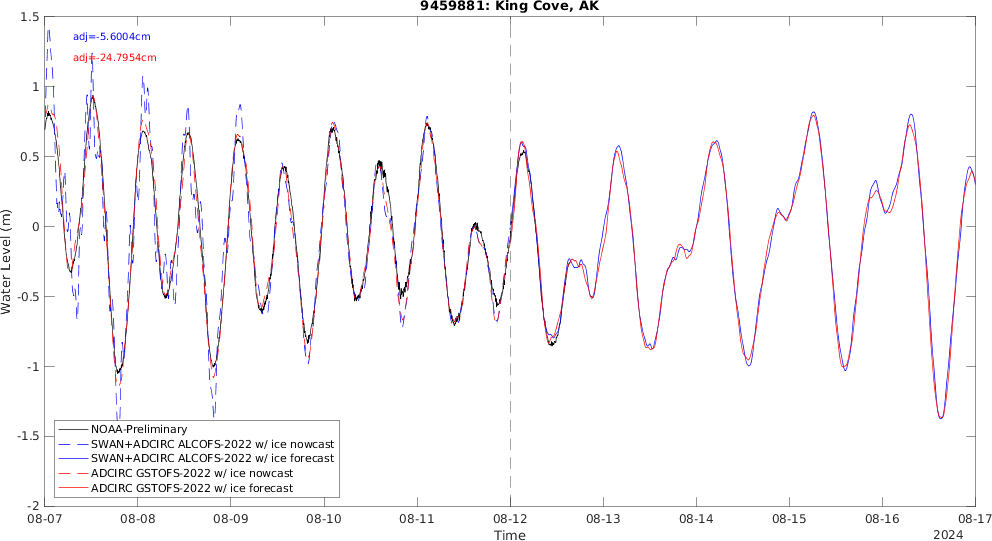 9459881: King Cove, AK
adj=-5.6004cm
adj=-24.7954cm
Water Level (m)
1.5
1
0.5
0
-0.5
-1
-1.5
-2
NOAA-Preliminary
SWAN+ADCIRC ALCOFS-2022 w/ ice nowcast
SWAN+ADCIRC ALCOFS-2022 w/ ice forecast
ADCIRC GSTOFS-2022 w/ ice nowcast
ADCIRC GSTOFS-2022 w/ ice forecast
08-07 08-08 08-09 08-10 08-11 08-12 08-13 08-14 08-15 08-16 08-17
Time
2024